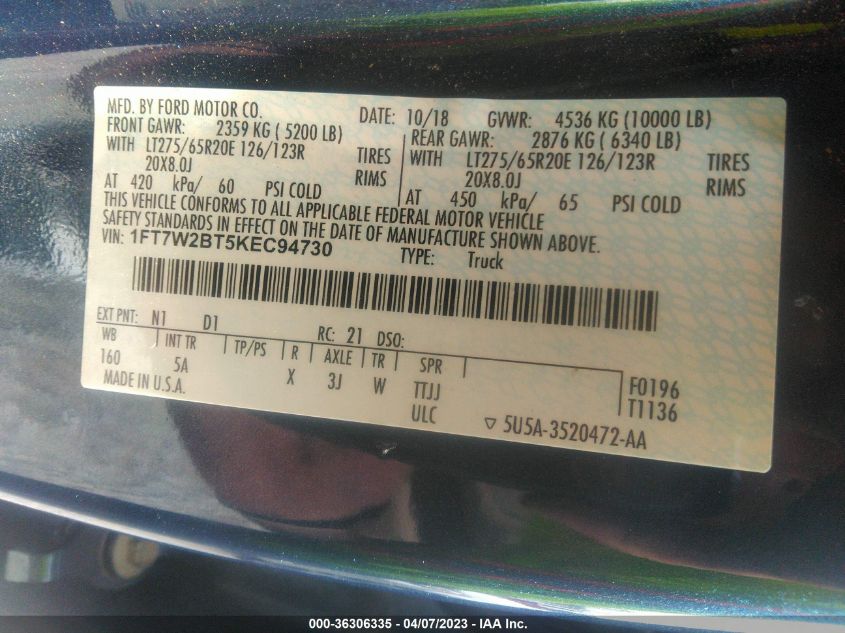 MFD. BY FORD MOTOR CO. DATE: 10/18 GVWR: 4536 KG (10000 LB)
FRONT GAWR: 2359 KG ( 5200 LB) REAR GAWR: 2876 KG ( 6340 LB)
WITH LT275/65R20E 126/123R TIRES WITH LT275/65R20E 126/123R TIRES
20X8.0J RIMS 20X8.0J RIMS
AT 420 kPa/ 60 PSI COLD AT 450 kPa/ 65 PSI COLD
THIS VEHICLE CONFORMS TO ALL APPLICABLE FEDERAL MOTOR VEHICLE
SAFETY STANDARDS IN EFFECT ON THE DATE OF MANUFACTURE SHOWN ABOVE.
VIN: 1FT7W2BT5KEC94730 TYPE: Truck
EXT PNT: N1 D1 RC: 21 DSO:
WB INT TR TP/PS R AXLE TR SPR
160 5A X 3J W TTJJ F0196
MADE IN U.S.A. ULC T1136
▽ 5U5A-3520472-AA
000-36306335 - 04/07/2023 - IAA Inc.